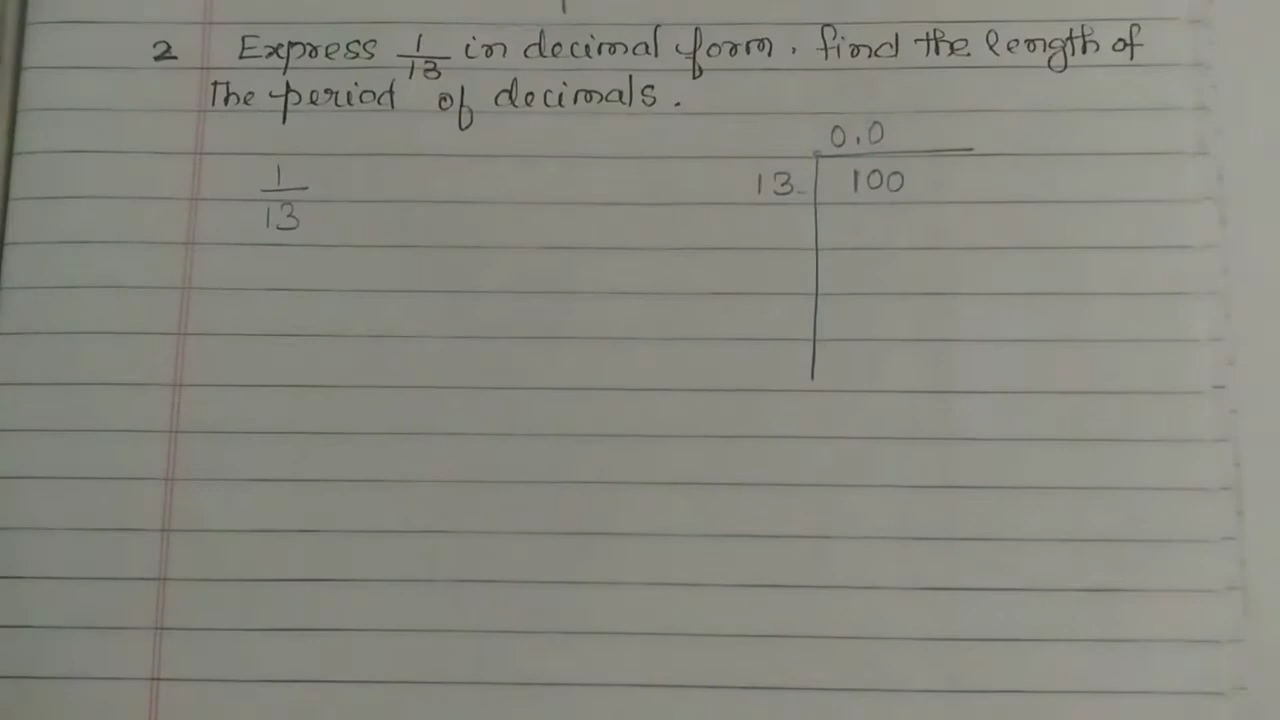 2 Express 1/13 in decimal form. find the length of
The period of decimals.
0.0
1/13 13 100